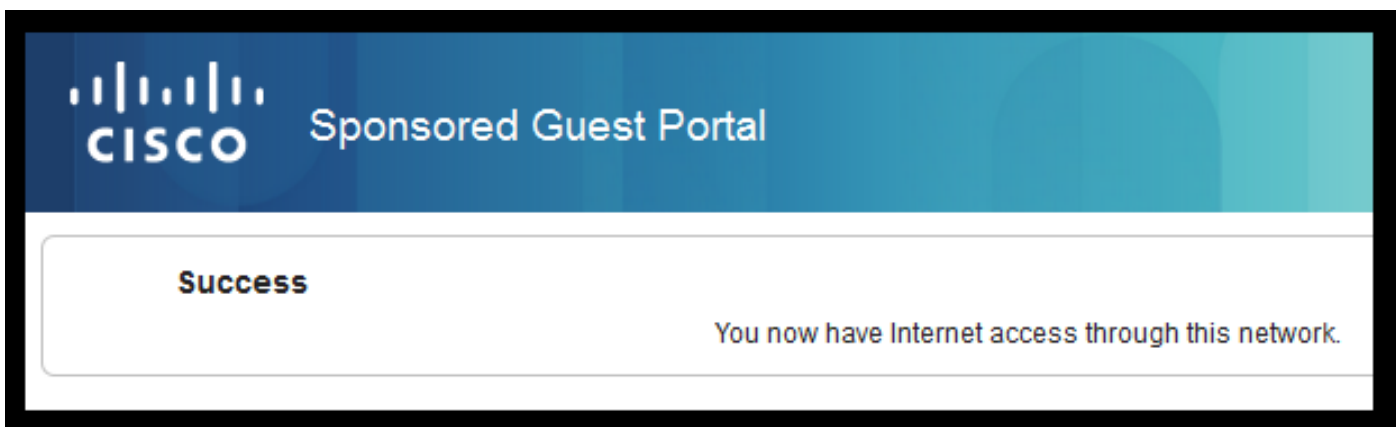 CISCO
Sponsored Guest Portal
Success
You now have Internet access through this network.